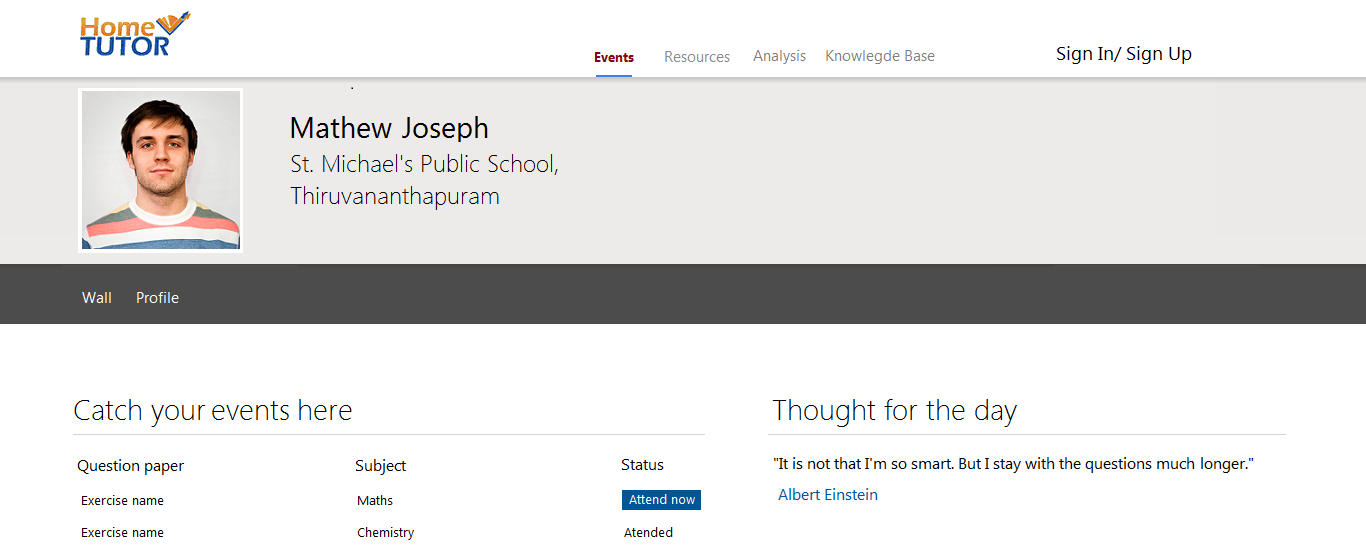 Home
TUTOR
Events Resources Analysis Knowlegde Base Sign In/ Sign Up
.
Mathew Joseph
St. Michael's Public School,
Thiruvananthapuram
Wall Profile
Catch your events here
Question paper Subject Status
Exercise name Maths Attend now
Exercise name Chemistry Atended
Thought for the day
"It is not that I'm so smart. But I stay with the questions much longer."
Albert Einstein